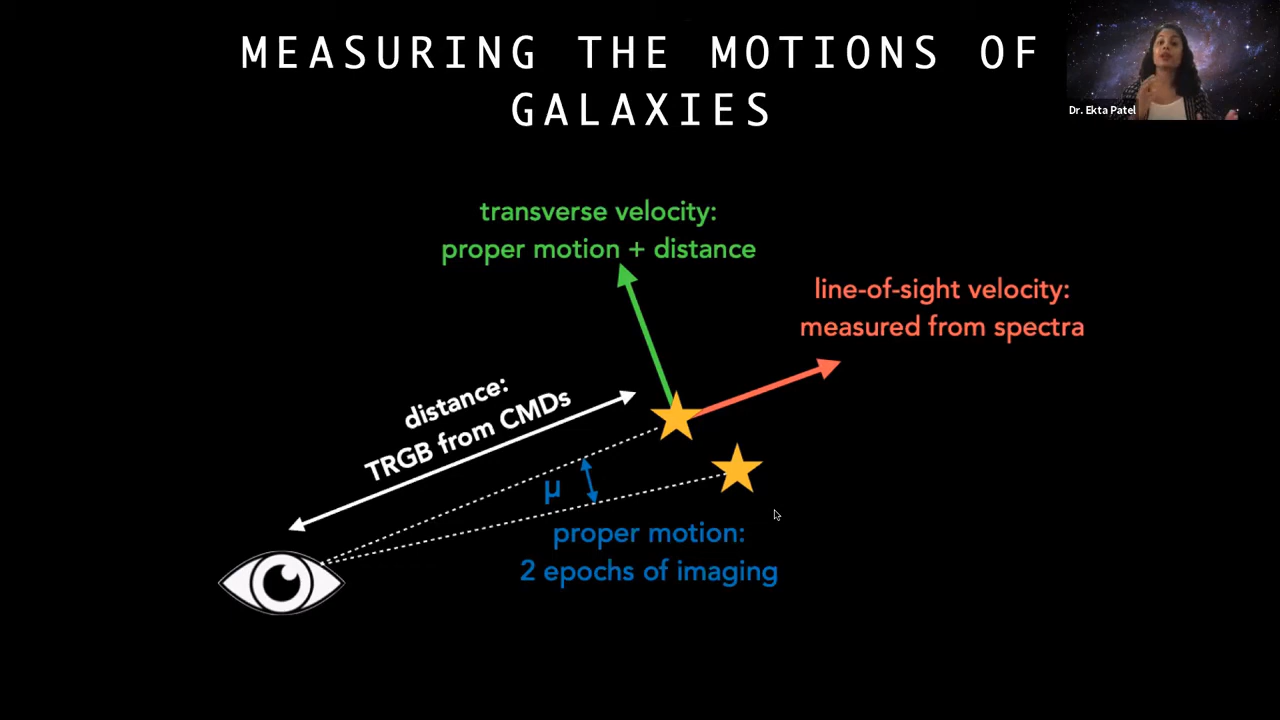 MEASURING THE MOTIONS OF
GALAXIES
Dr. Ekta Patel
transverse velocity:
proper motion + distance
line-of-sight velocity:
measured from spectra
distance:
TRGB from CMDs
μ
proper motion:
2 epochs of imaging